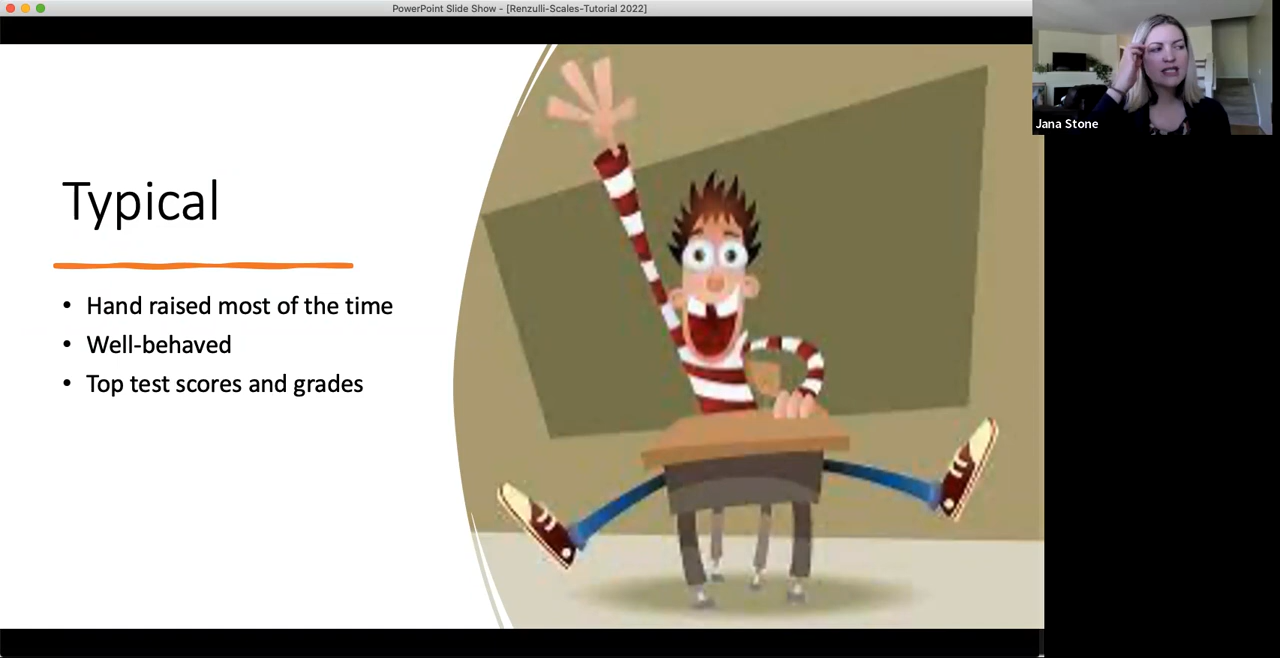 PowerPoint Slide Show - [Renzulli-Scales-Tutorial 2022]
Jana Stone
Typical
• Hand raised most of the time
• Well-behaved
• Top test scores and grades